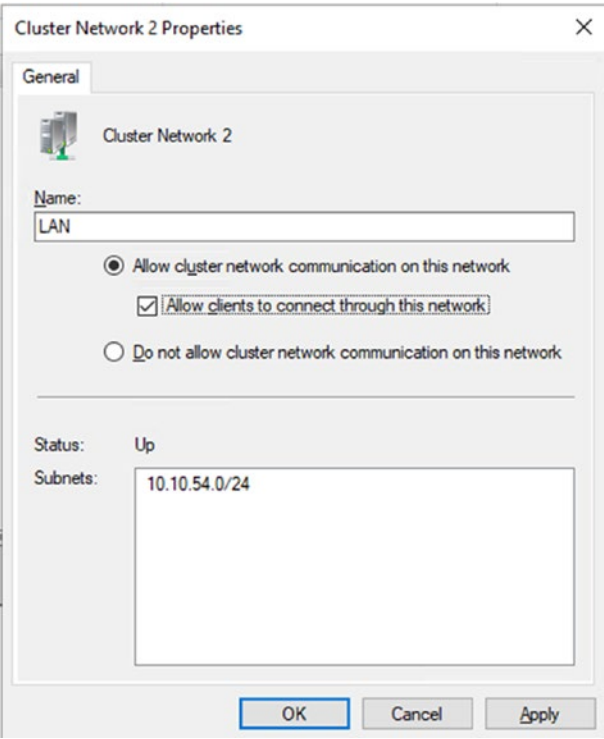 Cluster Network 2 Properties
General
Cluster Network 2
Name:
LAN
Allow cluster network communication on this network
Allow clients to connect through this network
Do not allow cluster network communication on this network
Status: Up
Subnets: 10.10.54.0/24
OK Cancel Apply